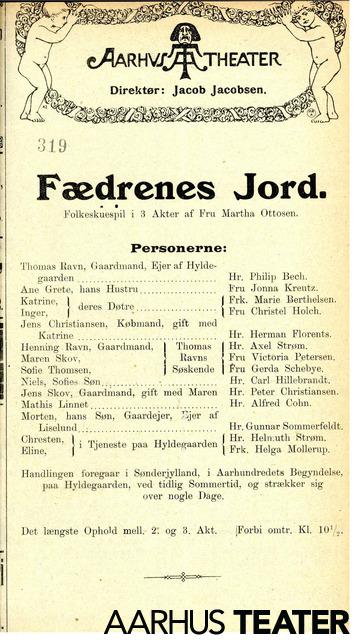 AARHUS THEATER
Direktør: Jacob Jacobsen.
319
Fædrenes Jord.
Folkeskuespil i 3 Akter af Fru Martha Ottosen.
Personerne:
Thomas Ravn, Gaardmand, Ejer af Hylde-
gaarden Hr. Philip Bech.
Ane Grete, hans Hustru Fru Jonna Kreutz.
Katrine, Frk. Marie Berthelsen.
deres Døtre
Inger, Fru Christel Holch.
Jens Christiansen, Købmand, gift med
Katrine Hr. Herman Florents.
Henning Ravn, Gaardmand, Thomas Hr. Axel Strøm.
Maren Skov, Ravns Fru Victoria Petersen.
Sofie Thomsen, Søskende Fru Gerda Schebye.
Niels, Sofies Søn Hr. Carl Hillebrandt.
Jens Skov, Gaardmand, gift med Maren Hr. Peter Christiansen.
Mathis Linnet Hr. Alfred Cohn.
Morten, hans Søn, Gaardejer, Ejer af
Liselund Hr. Gunnar Sommerfeldt.
Chresten, Hr. Helmuth Strøm.
i Tjeneste paa Hyldegaarden
Eline, Frk. Helga Mollerup.
Handlingen foregaar i Sønderjylland, i Aarhundredets Begyndelse,
paa Hyldegaarden, ved tidlig Sommertid, og strækker sig
over nogle Dage.
Det længste Ophold mell. 2. og 3. Akt. Forbi omtr. Kl. 10½.
AARHUS TEATER